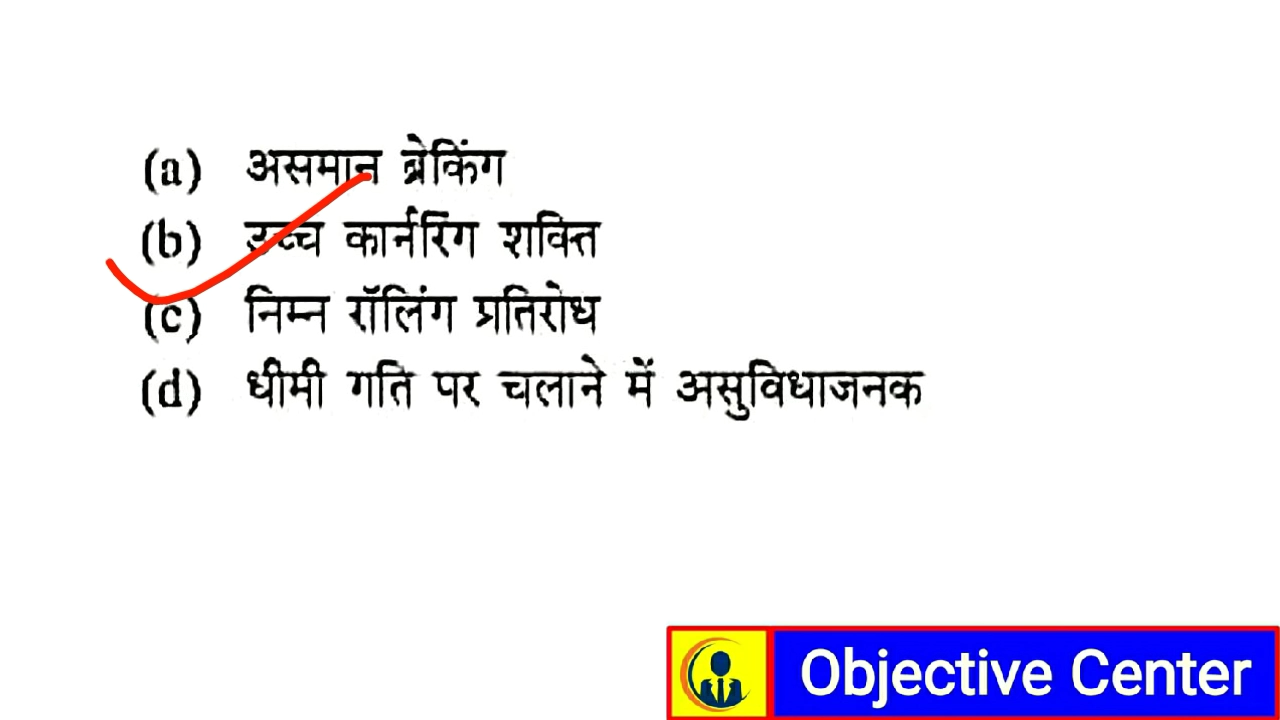 (a) असमान ब्रेकिंग
(b) उच्च कार्नरिंग शक्ति
(c) निम्न रॉलिंग प्रतिरोध
(d) धीमी गति पर चलाने में असुविधाजनक
Objective Center